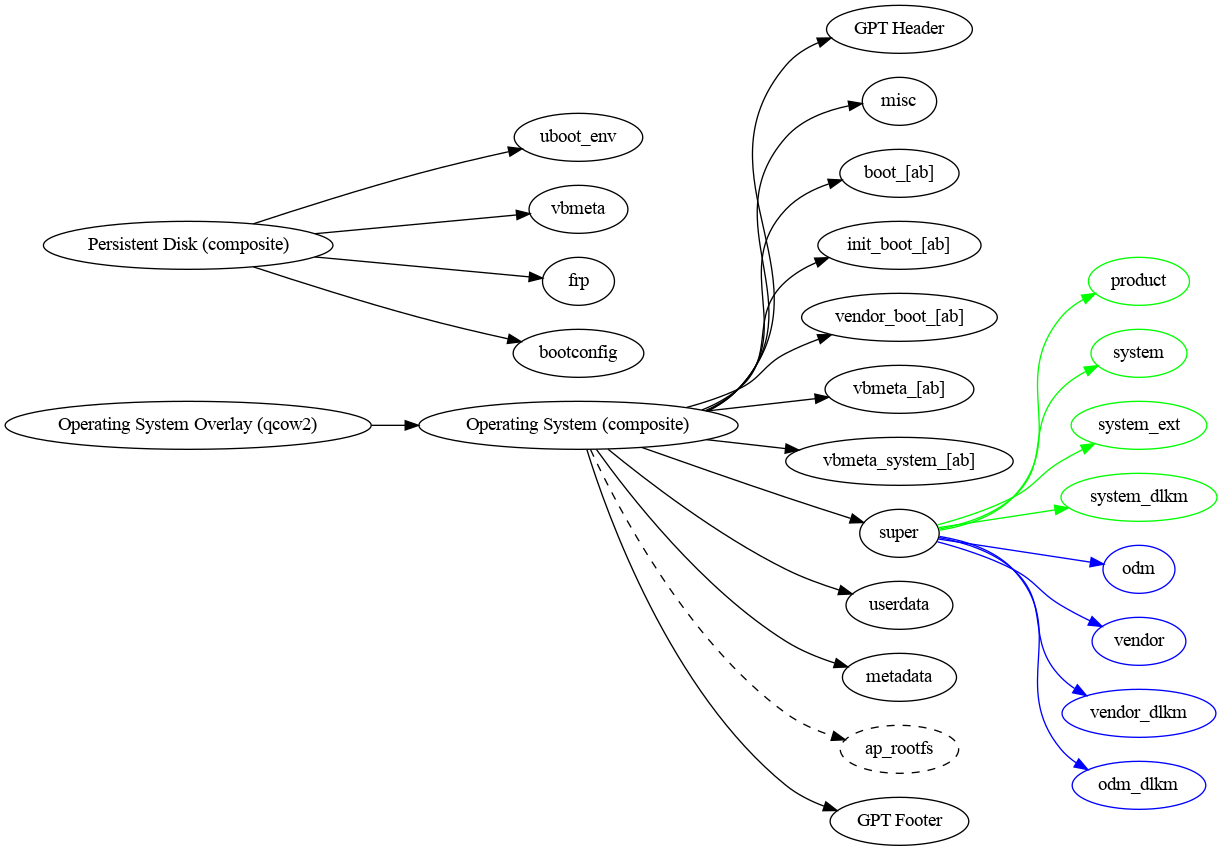 GPT Header
misc
uboot_env
boot_[ab]
vbmeta
Persistent Disk (composite)
init_boot_[ab]
frp
product
vendor_boot_[ab]
bootconfig
system
vbmeta_[ab]
Operating System Overlay (qcow2)
Operating System (composite)
system_ext
vbmeta_system_[ab]
system_dlkm
super
odm
userdata
vendor
metadata
vendor_dlkm
ap_rootfs
odm_dlkm
GPT Footer